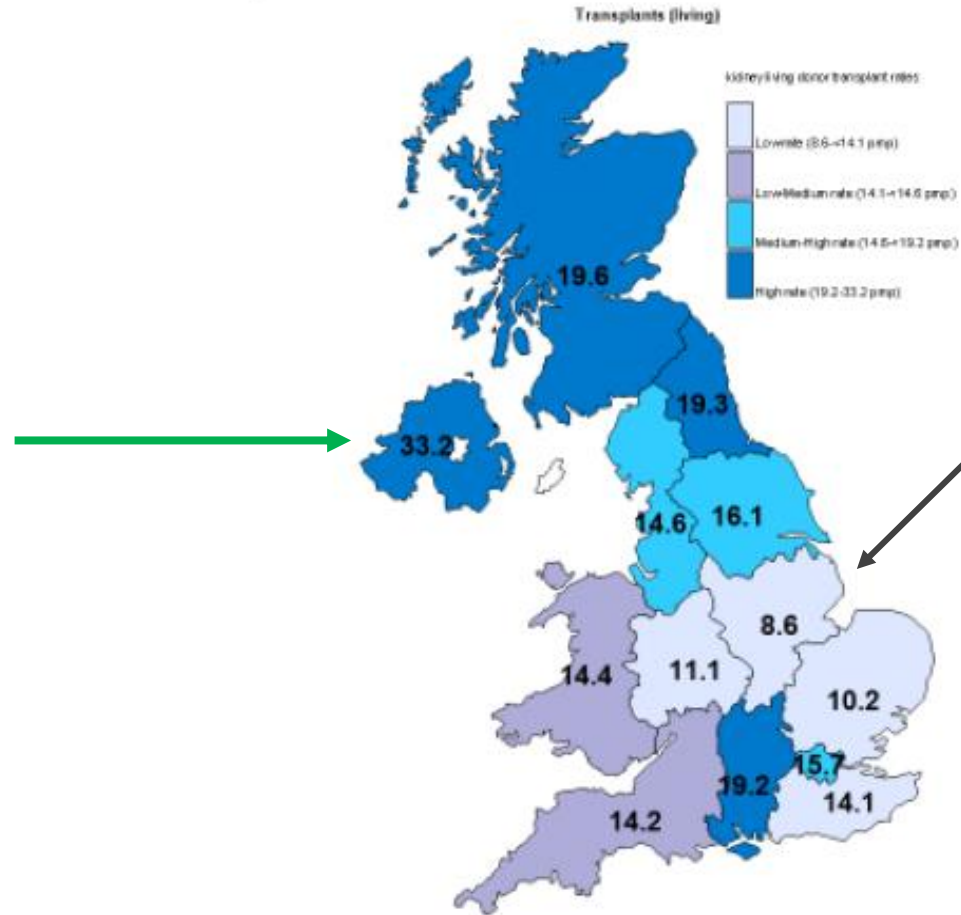 Transplants (living)
kidney living donor transplant rates
Low rate (8.6-<14.1 pmp)
Low-Medium rate (14.1-<14.6 pmp)
Medium-High rate (14.6-<19.2 pmp)
High rate (19.2-33.2 pmp)
19.6
19.3
33.2
14.6
16.1
8.6
14.4
11.1
10.2
15.7
19.2
14.1
14.2